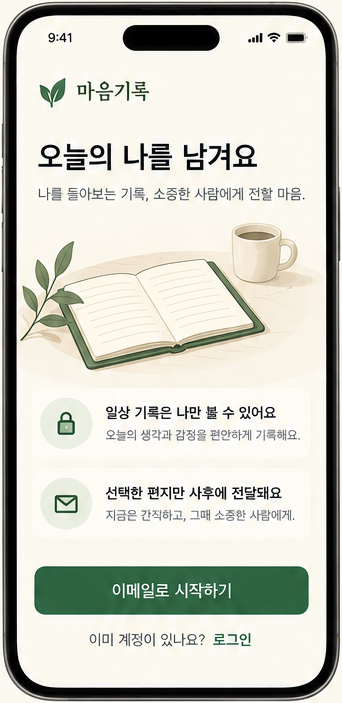 9:41
마음기록
오늘의 나를 남겨요
나를 돌아보는 기록, 소중한 사람에게 전할 마음.
일상 기록은 나만 볼 수 있어요
오늘의 생각과 감정을 편안하게 기록해요.
선택한 편지만 사후에 전달돼요
지금은 간직하고, 그때 소중한 사람에게.
이메일로 시작하기
이미 계정이 있나요? 로그인